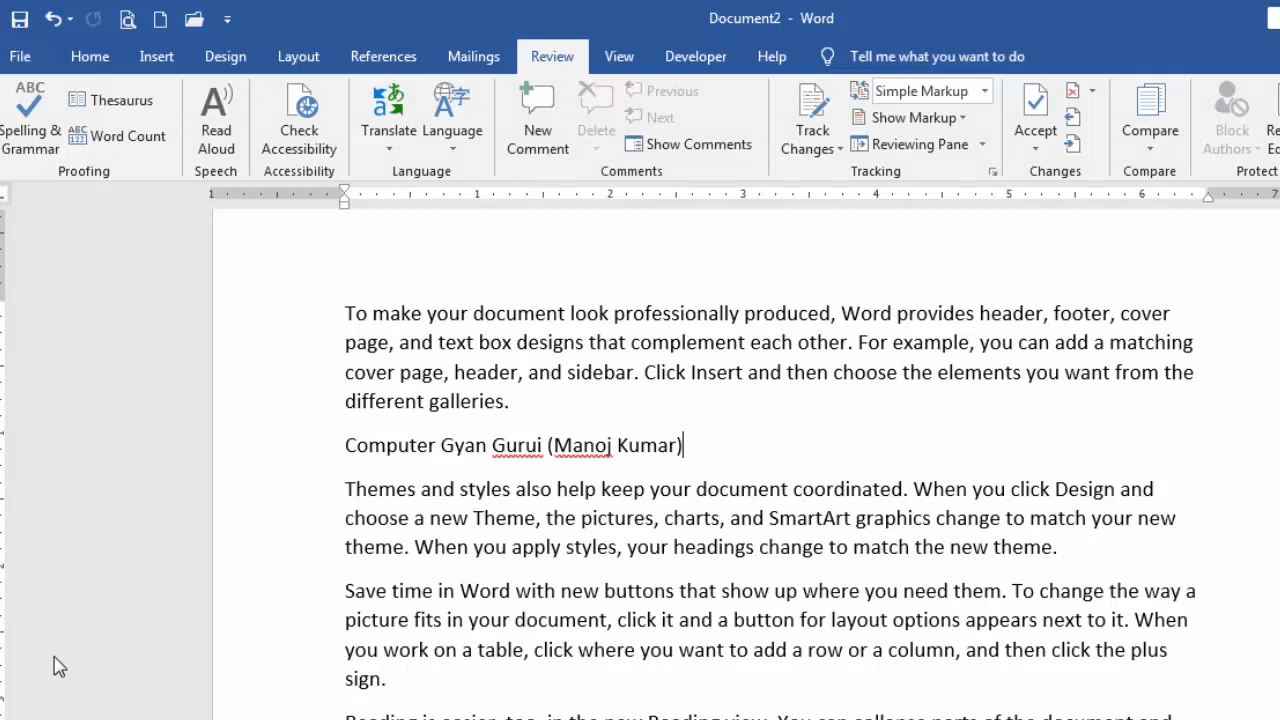 Document2 - Word
File Home Insert Design Layout References Mailings Review View Developer Help Tell me what you want to do
ABC
Spelling &
Grammar
Thesaurus
ABC
123
Word Count
Proofing
Read
Aloud
Speech
Check
Accessibility
Accessibility
Translate
Language
Language
New
Comment
Delete
Previous
Next
Show Comments
Comments
Track
Changes
Simple Markup
Show Markup
Reviewing Pane
Tracking
Accept
Changes
Compare
Compare
Block
Authors
Protect
1 1 2 3 4 5 6 7
To make your document look professionally produced, Word provides header, footer, cover
page, and text box designs that complement each other. For example, you can add a matching
cover page, header, and sidebar. Click Insert and then choose the elements you want from the
different galleries.
Computer Gyan Gurui (Manoj Kumar)
Themes and styles also help keep your document coordinated. When you click Design and
choose a new Theme, the pictures, charts, and SmartArt graphics change to match your new
theme. When you apply styles, your headings change to match the new theme.
Save time in Word with new buttons that show up where you need them. To change the way a
picture fits in your document, click it and a button for layout options appears next to it. When
you work on a table, click where you want to add a row or a column, and then click the plus
sign.
Reading is easier, too, in the new Reading view. You can collapse parts of the document and